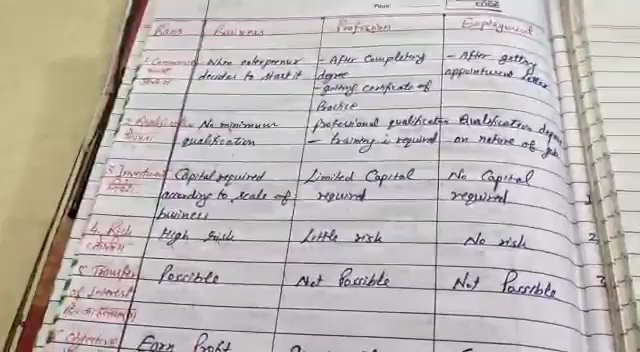 Basis Business Profession Employment
1. Commencement When enterpreneur - After Completing - After getting
decides to start it degree appointment letter
- getting certificate of
Practice
2. Qualification No minimum Professional qualification Qualification depend
qualification - training is required on nature of job
3. Investment Capital required Limited Capital No Capital
according to scale of required required
business
4. Risk High risk Little risk No risk 2
5. Transfer Possible Not Possible Not Possible 3
of Interest
Earn Profit